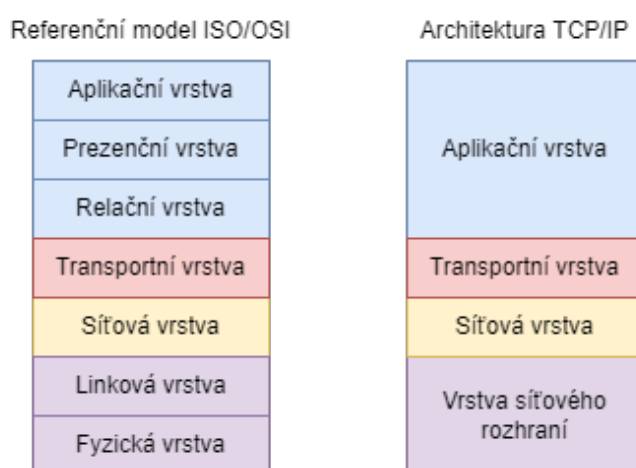 Referenční model ISO/OSI
Aplikační vrstva
Prezenční vrstva
Relační vrstva
Transportní vrstva
Síťová vrstva
Linková vrstva
Fyzická vrstva
Architektura TCP/IP
Aplikační vrstva
Transportní vrstva
Síťová vrstva
Vrstva síťového
rozhraní